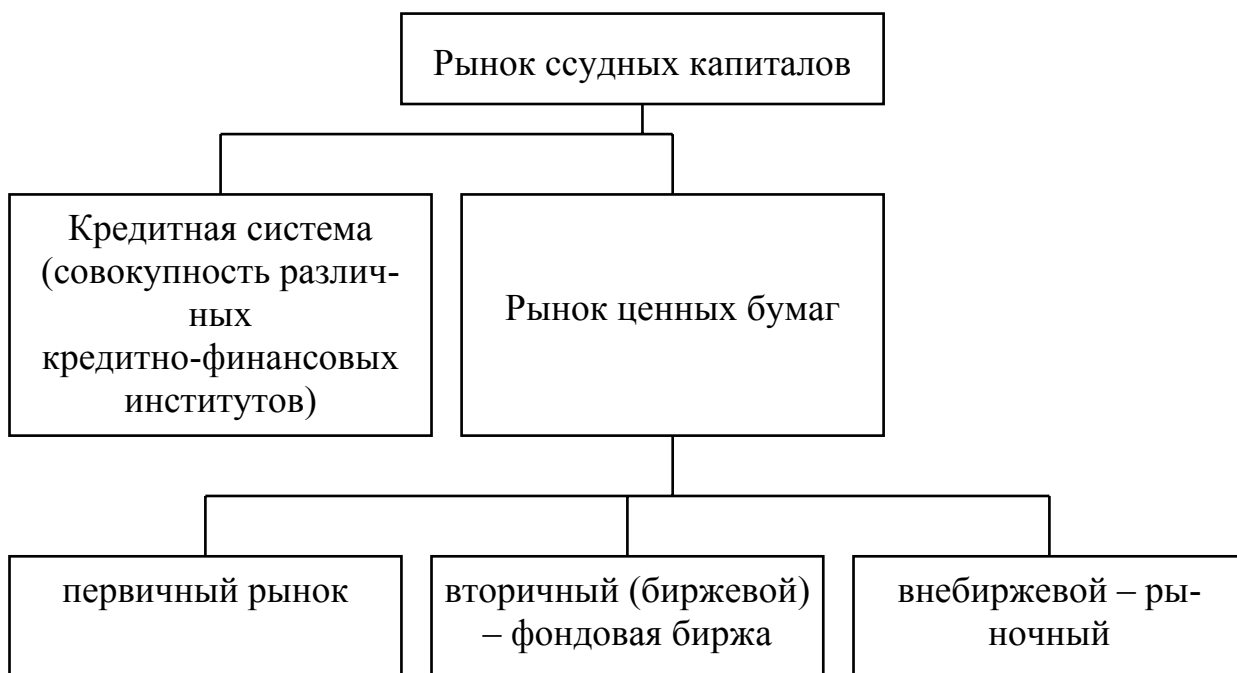 Рынок ссудных капиталов
Кредитная система
(совокупность различ-
ных
кредитно-финансовых
институтов)
Рынок ценных бумаг
первичный рынок
вторичный (биржевой)
– фондовая биржа
внебиржевой – ры-
ночный